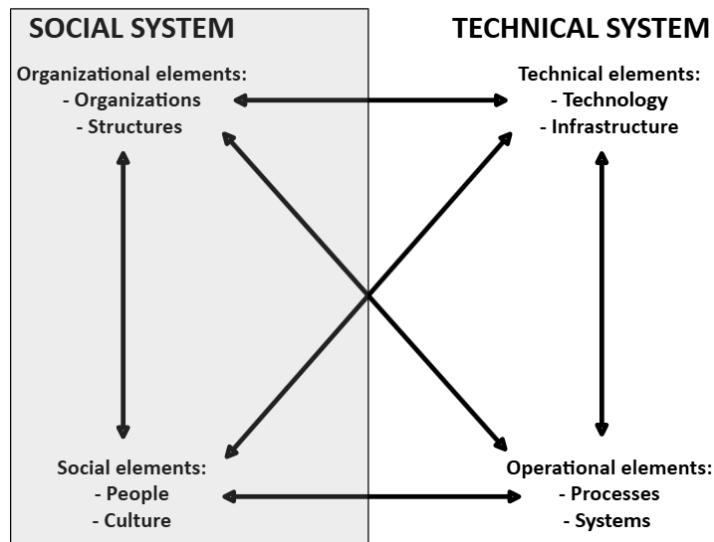 SOCIAL SYSTEM
TECHNICAL SYSTEM
Organizational elements:
- Organizations
- Structures
Technical elements:
- Technology
- Infrastructure
Social elements:
- People
- Culture
Operational elements:
- Processes
- Systems